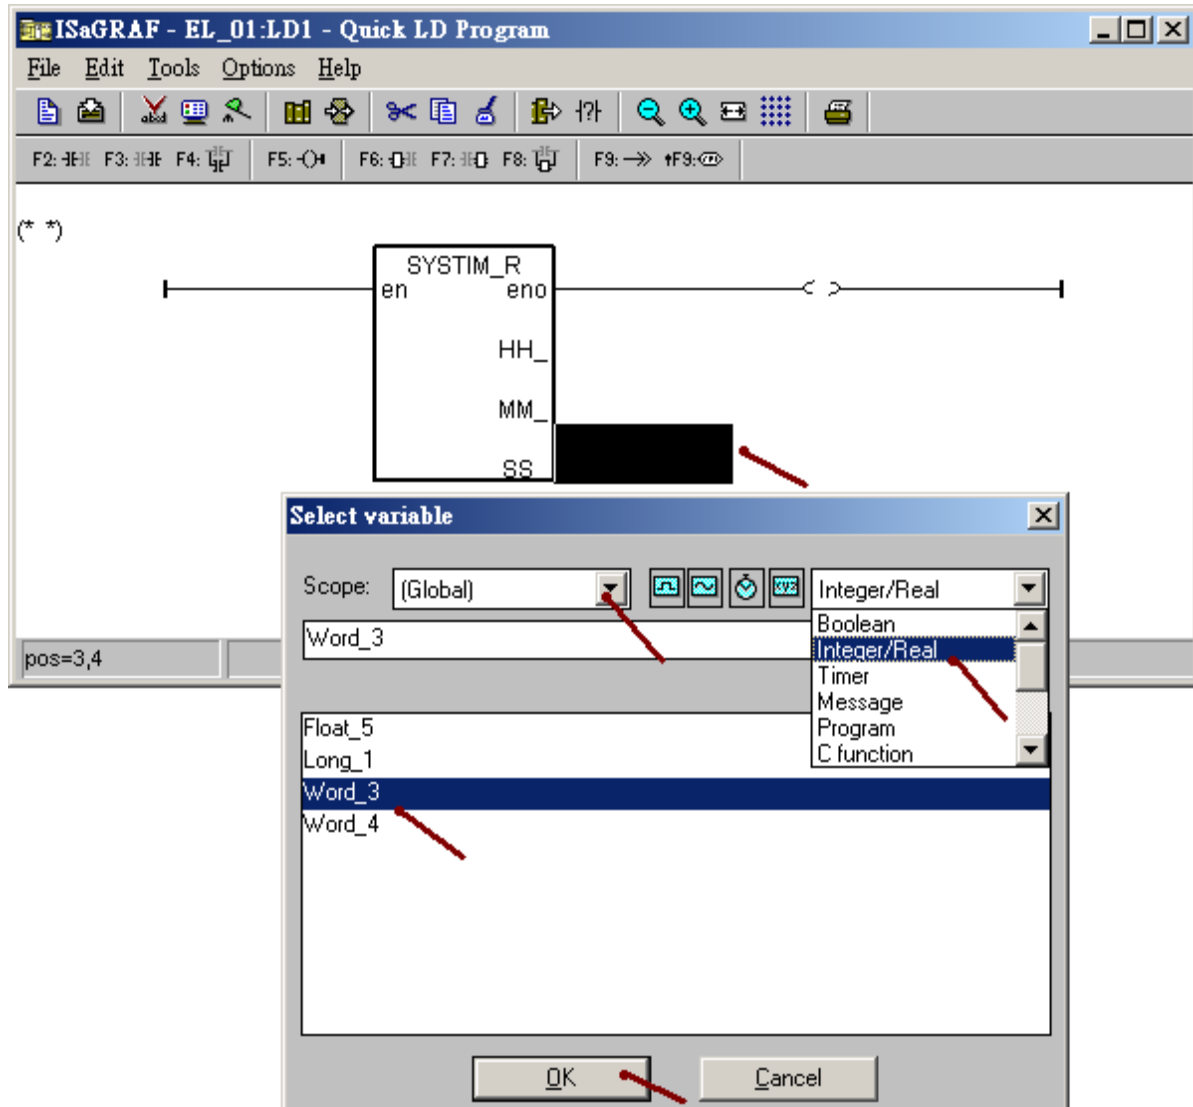 ISaGRAF - EL_01:LD1 - Quick LD Program
File Edit Tools Options Help
F2: F3: F4: F5: F6: F7: F8: F9: F9:
(* *)
SYSTIM_R
en eno
HH_
MM_
SS_
pos=3,4
Select variable
Scope: (Global) xyz Integer/Real
Word_3
Boolean
Integer/Real
Timer
Message
Program
C function
Float_5
Long_1
Word_3
Word_4
OK Cancel